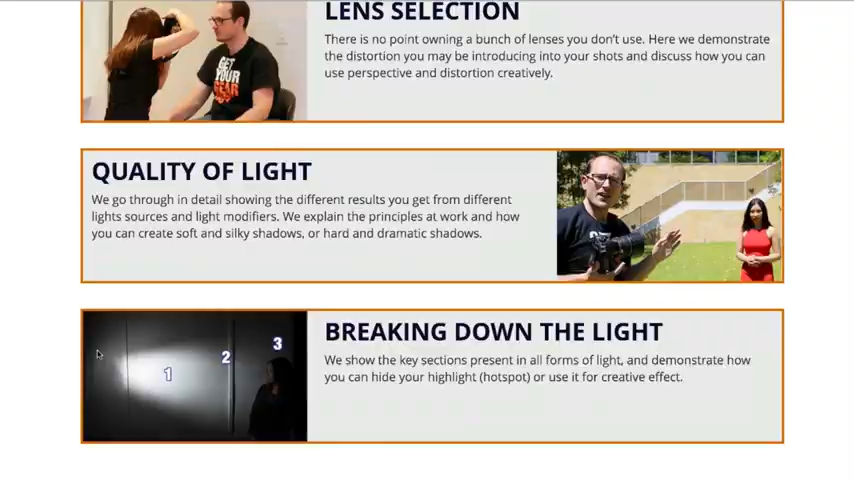 LENS SELECTION
There is no point owning a bunch of lenses you don't use. Here we demonstrate
the distortion you may be introducing into your shots and discuss how you can
use perspective and distortion creatively.
GET
YOUR
GEAR
QUALITY OF LIGHT
We go through in detail showing the different results you get from different
lights sources and light modifiers. We explain the principles at work and how
you can create soft and silky shadows, or hard and dramatic shadows.
1
2
3
BREAKING DOWN THE LIGHT
We show the key sections present in all forms of light, and demonstrate how
you can hide your highlight (hotspot) or use it for creative effect.